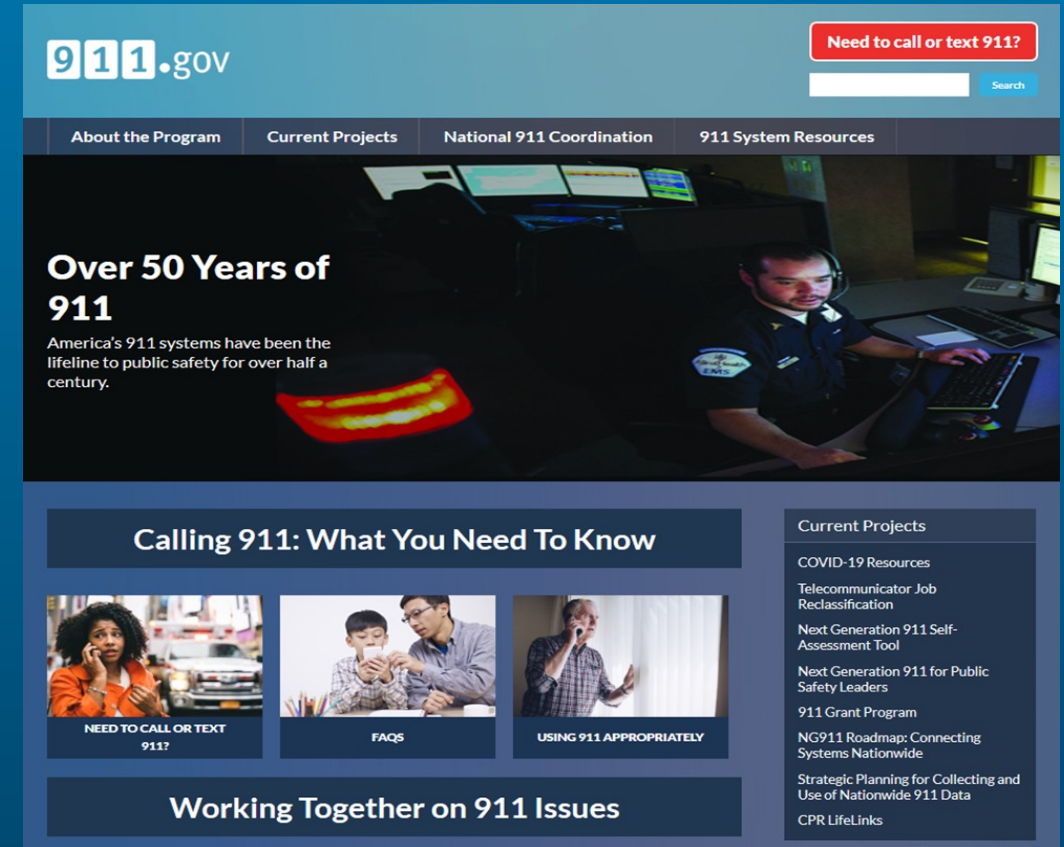 911.gov
Need to call or text 911?
Search
About the Program
Current Projects
National 911 Coordination
911 System Resources
Over 50 Years of
911
America's 911 systems have been the
lifeline to public safety for over half a
century.
Calling 911: What You Need To Know
NEED TO CALL OR TEXT
911?
FAQS
USING 911 APPROPRIATELY
Working Together on 911 Issues
Current Projects
COVID-19 Resources
Telecommunicator Job
Reclassification
Next Generation 911 Self-
Assessment Tool
Next Generation 911 for Public
Safety Leaders
911 Grant Program
NG911 Roadmap: Connecting
Systems Nationwide
Strategic Planning for Collecting and
Use of Nationwide 911 Data
CPR LifeLinks
EMS